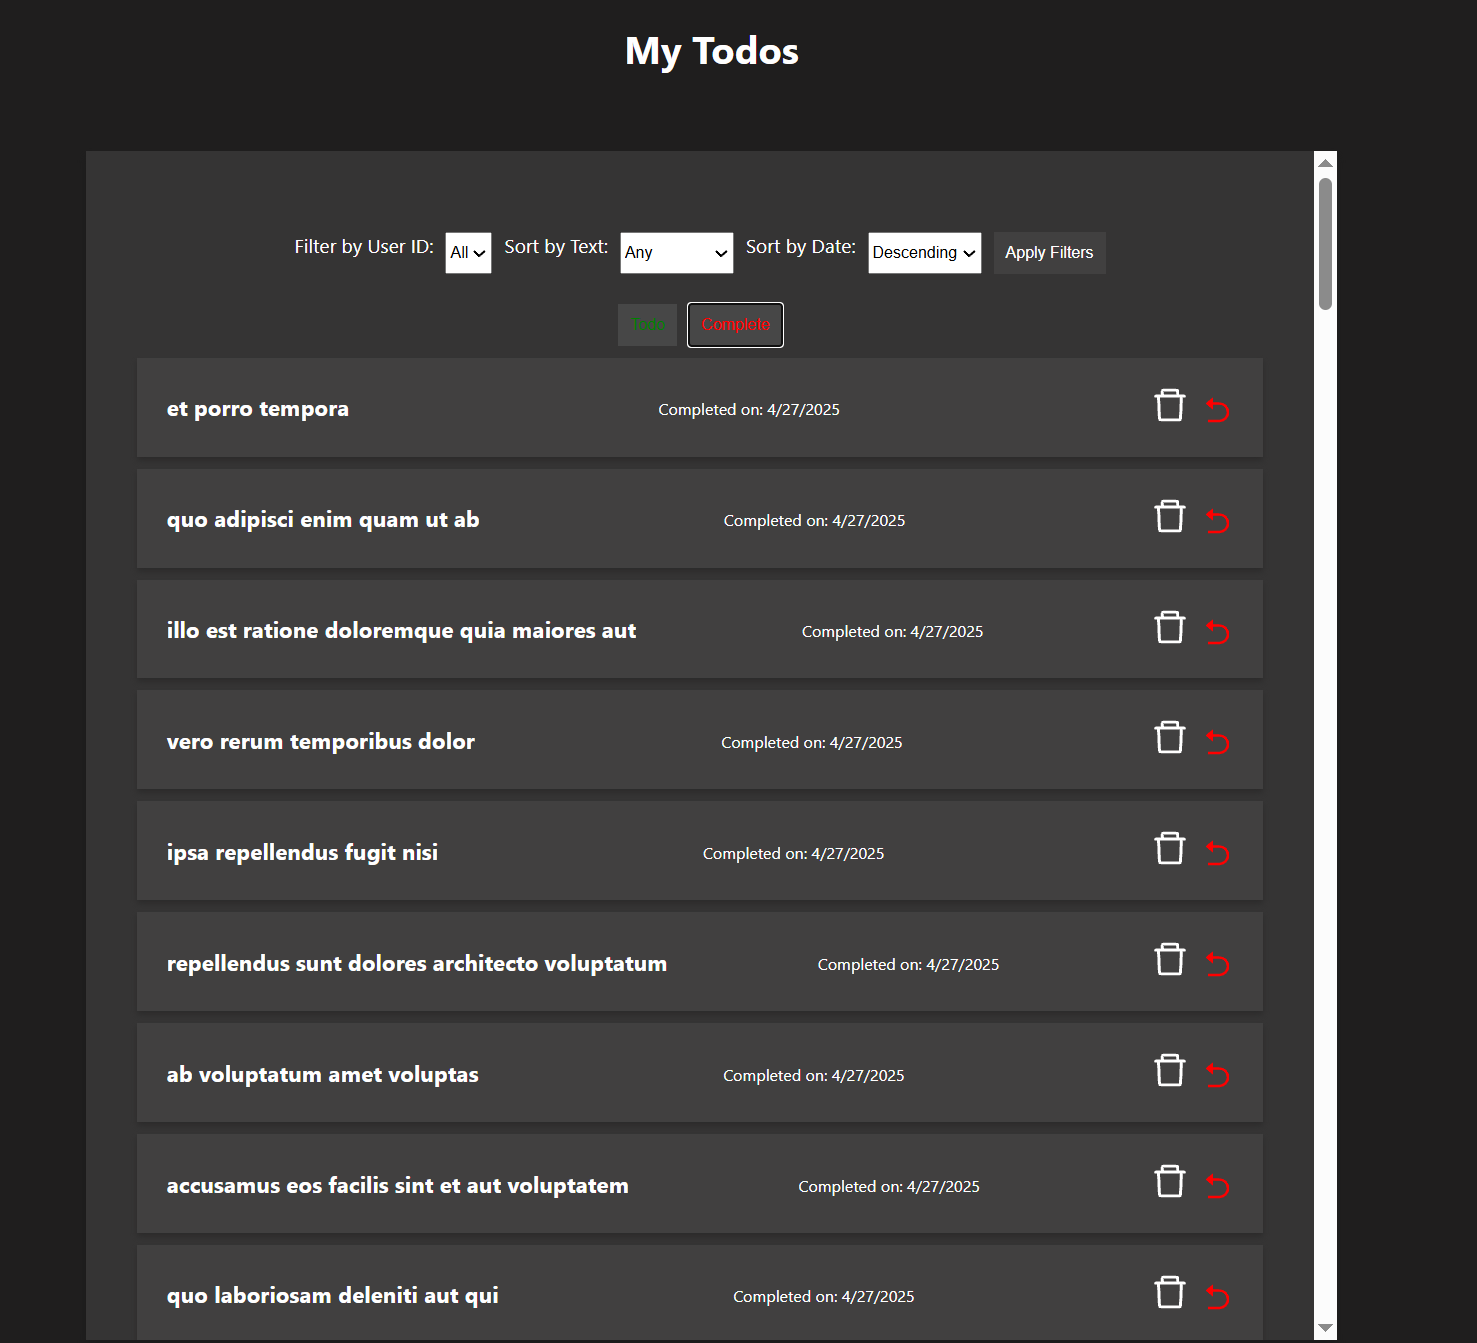 My Todos
Filter by User ID: All Sort by Text: Any Sort by Date: Descending Apply Filters
Todo Complete
et porro tempora Completed on: 4/27/2025
quo adipisci enim quam ut ab Completed on: 4/27/2025
illo est ratione doloremque quia maiores aut Completed on: 4/27/2025
vero rerum temporibus dolor Completed on: 4/27/2025
ipsa repellendus fugit nisi Completed on: 4/27/2025
repellendus sunt dolores architecto voluptatum Completed on: 4/27/2025
ab voluptatum amet voluptas Completed on: 4/27/2025
accusamus eos facilis sint et aut voluptatem Completed on: 4/27/2025
quo laboriosam deleniti aut qui Completed on: 4/27/2025